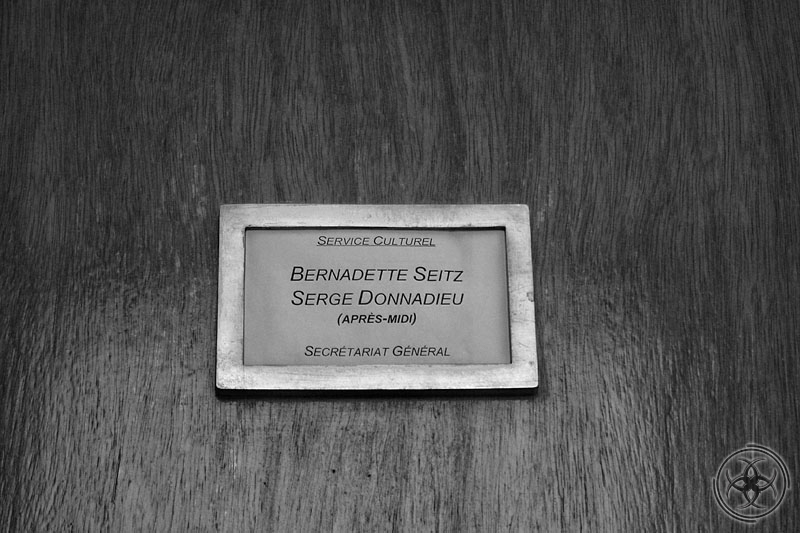 SERVICE CULTUREL
BERNADETTE SEITZ
SERGE DONNADIEU
(APRÈS-MIDI)
SECRÉTARIAT GÉNÉRAL